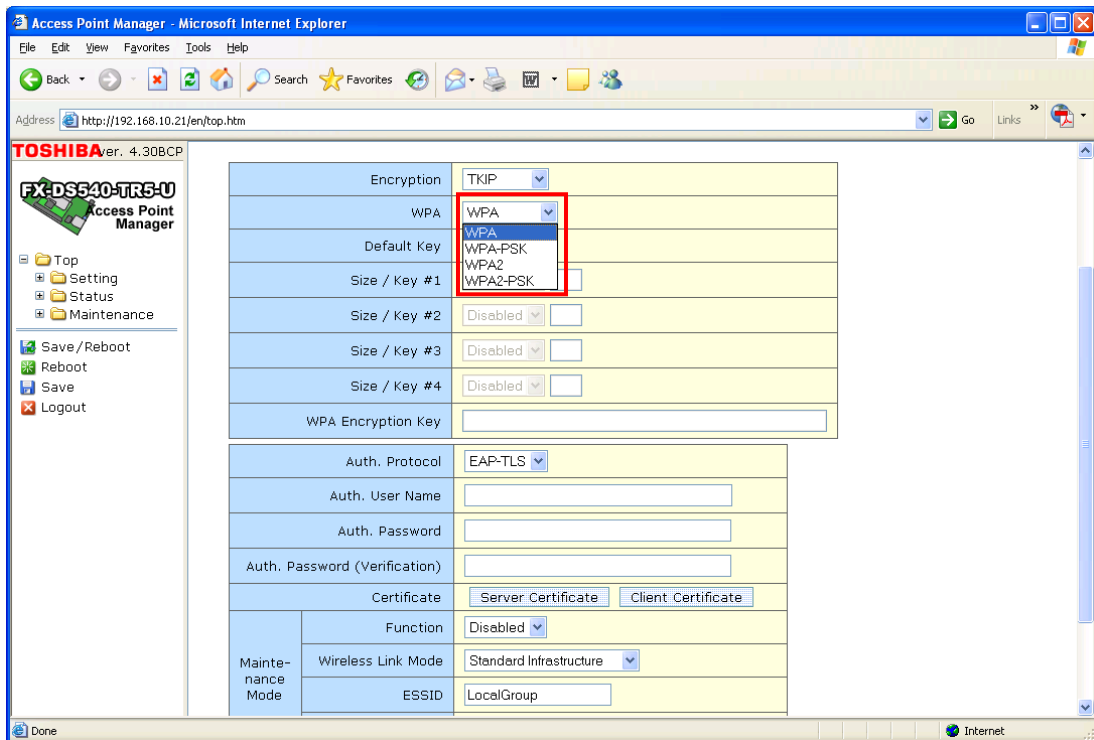 Access Point Manager - Microsoft Internet Explorer
File Edit View Favorites Tools Help
Back Search Favorites
Address http://192.168.10.21/en/top.htm Go Links »
TOSHIBA ver. 4.30BCP
FX-DS540-TR5-U
Access Point
Manager
Top
Setting
Status
Maintenance
Save/Reboot
Reboot
Save
Logout
Encryption TKIP
WPA WPA
WPA
Default Key WPA-PSK
WPA2
Size / Key #1 WPA2-PSK
Size / Key #2 Disabled
Size / Key #3 Disabled
Size / Key #4 Disabled
WPA Encryption Key
Auth. Protocol EAP-TLS
Auth. User Name
Auth. Password
Auth. Password (Verification)
Certificate Server Certificate Client Certificate
Mainte-
nance
Mode
Function Disabled
Wireless Link Mode Standard Infrastructure
ESSID LocalGroup
Done Internet